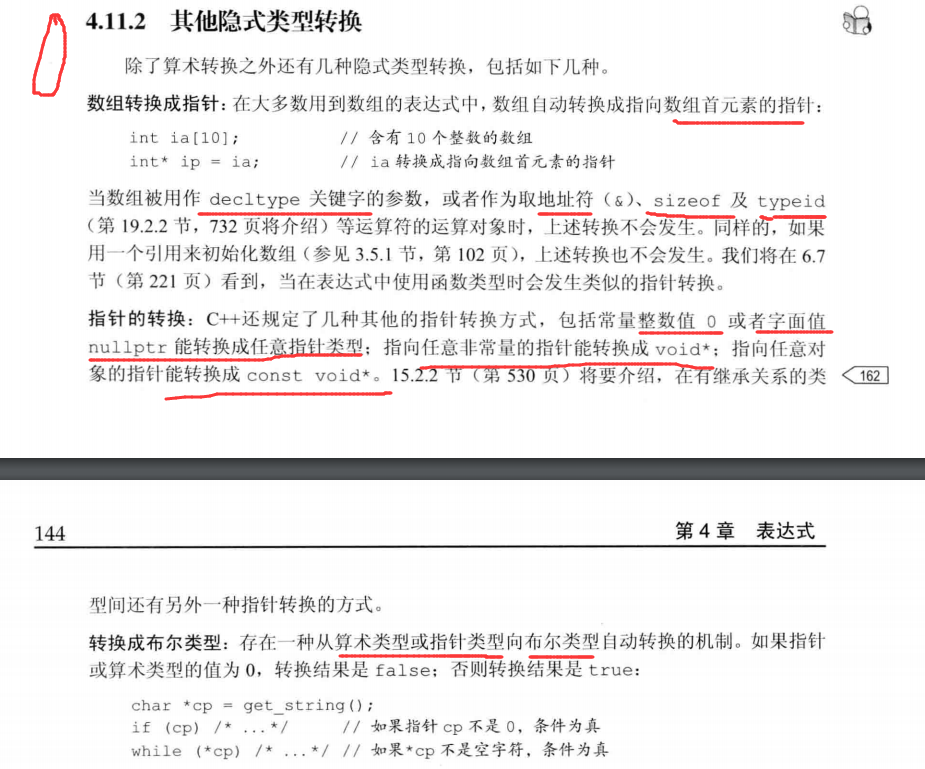 4.11.2 其他隐式类型转换
除了算术转换之外还有几种隐式类型转换，包括如下几种。
数组转换成指针：在大多数用到数组的表达式中，数组自动转换成指向数组首元素的指针：
int ia[10]; // 含有 10 个整数的数组
int* ip = ia; // ia 转换成指向数组首元素的指针
当数组被用作 decltype 关键字的参数，或者作为取地址符（&）、sizeof 及 typeid
（第 19.2.2 节，732 页将介绍）等运算符的运算对象时，上述转换不会发生。同样的，如果
用一个引用来初始化数组（参见 3.5.1 节，第 102 页），上述转换也不会发生。我们将在 6.7
节（第 221 页）看到，当在表达式中使用函数类型时会发生类似的指针转换。
指针的转换：C++还规定了几种其他的指针转换方式，包括常量整数值 0 或者字面值
nullptr 能转换成任意指针类型；指向任意非常量的指针能转换成 void*；指向任意对
象的指针能转换成 const void*。15.2.2 节（第 530 页）将要介绍，在有继承关系的类
162
144 第 4 章 表达式
型间还有另外一种指针转换的方式。
转换成布尔类型：存在一种从算术类型或指针类型向布尔类型自动转换的机制。如果指针
或算术类型的值为 0，转换结果是 false；否则转换结果是 true：
char *cp = get_string();
if (cp) /* ...*/ // 如果指针 cp 不是 0，条件为真
while (*cp) /* ...*/ // 如果*cp 不是空字符，条件为真